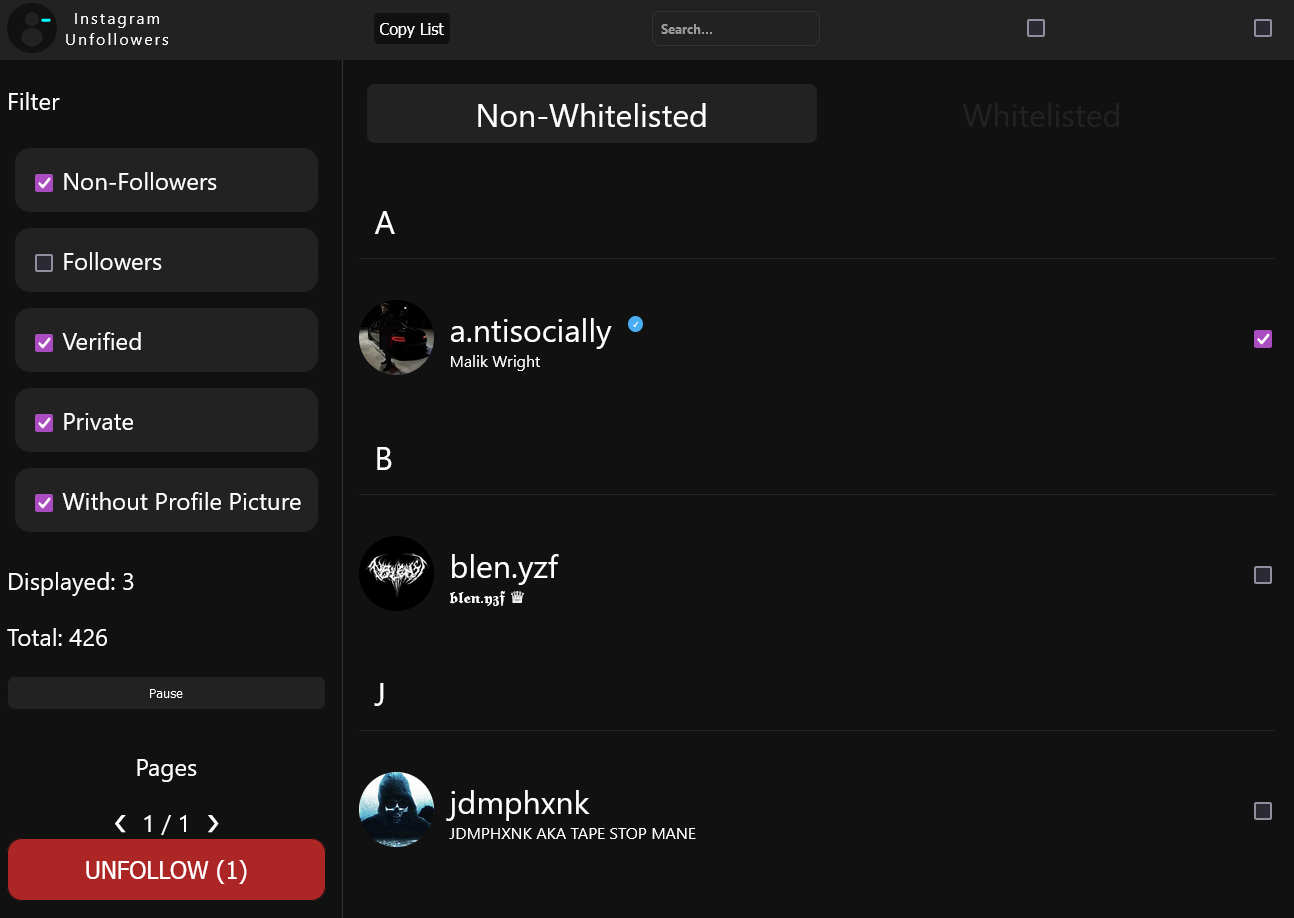 Instagram
Unfollowers
Copy List
Search...
Filter
Non-Followers
Followers
Verified
Private
Without Profile Picture
Displayed: 3
Total: 426
Pause
Pages
❮ 1 / 1 ❯
UNFOLLOW (1)
Non-Whitelisted
Whitelisted
A
a.ntisocially ✓
Malik Wright
B
blen.yzf
𝖇𝖑𝖊𝖓.𝖞𝖟𝖋 ♕
J
jdmphxnk
JDMPHXNK AKA TAPE STOP MANE